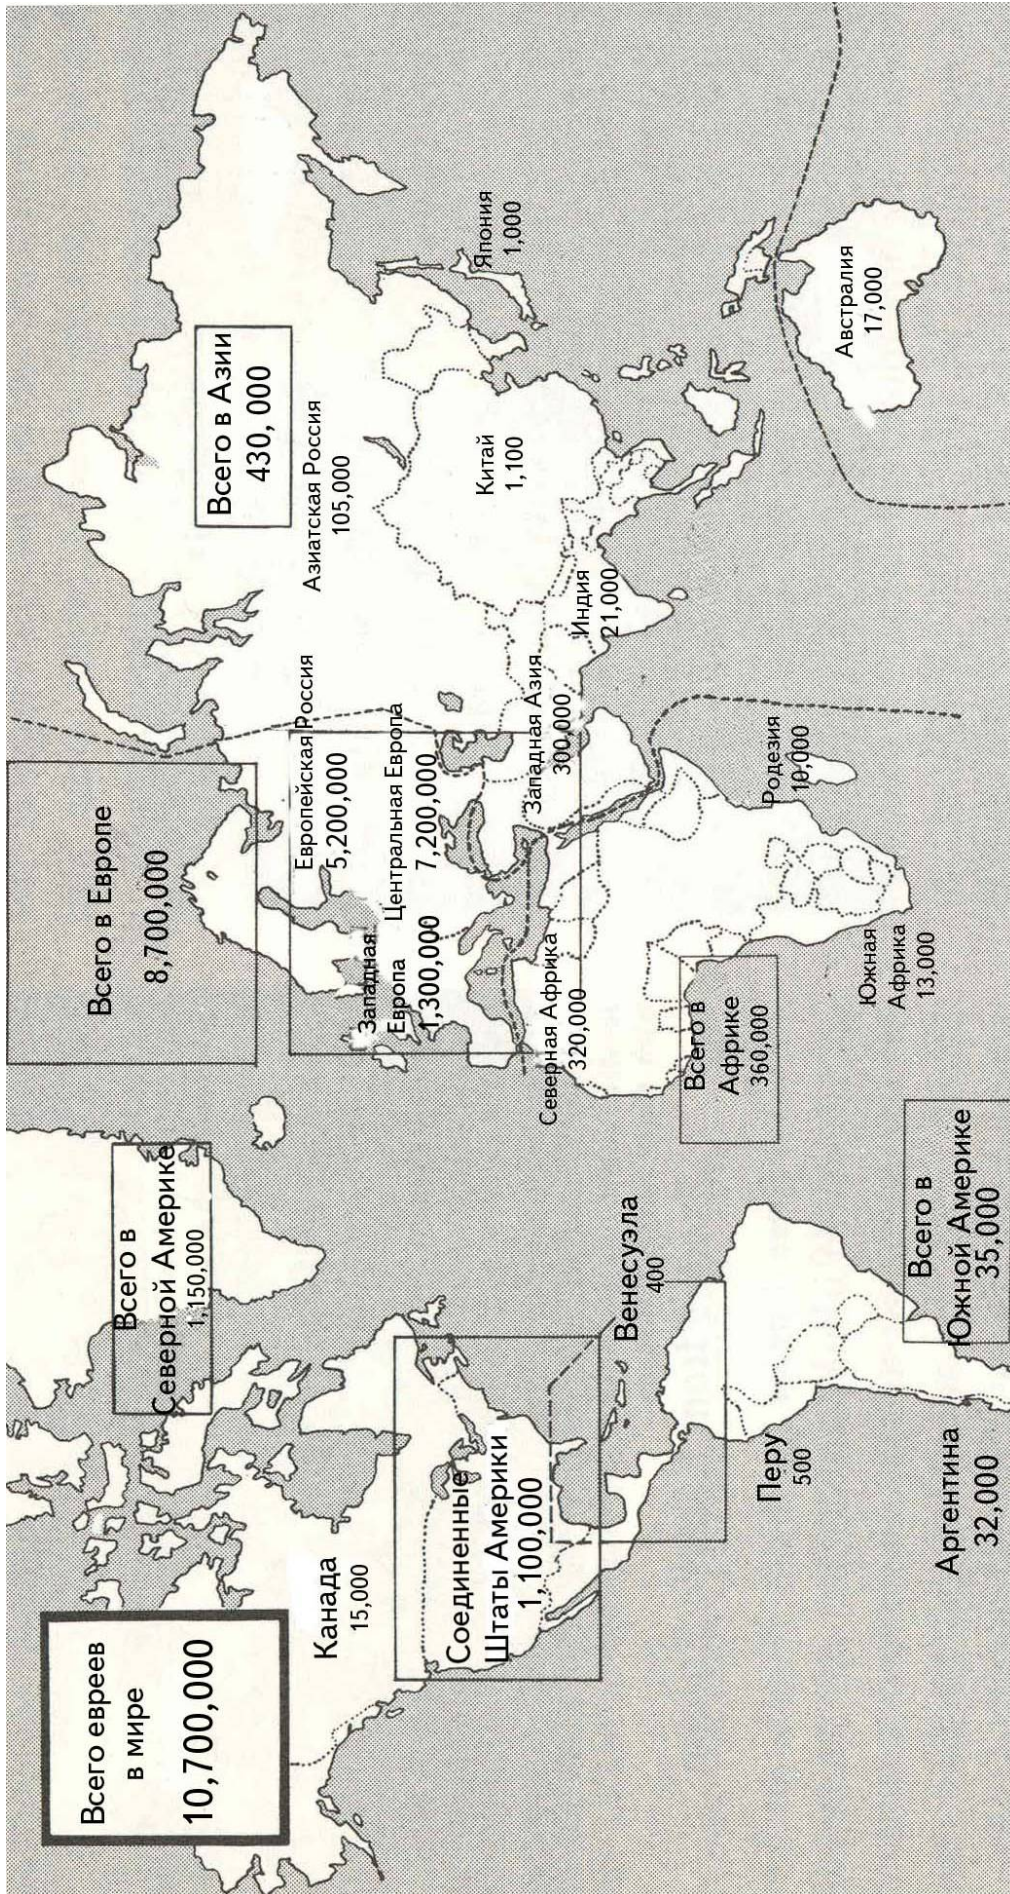 Всего евреев
в мире
10,700,000
Канада
15,000
Соединенные
Штаты Америки
1,100,000
Всего в
Северной Америке
1,150,000
Венесуэла
400
Перу
500
Аргентина
32,000
Всего в
Южной Америке
35,000
Всего в Европе
8,700,000
Европейская Россия
5,200,000
Центральная Европа
7,200,000
Западная
Европа
1,300,000
Северная Африка
320,000
Всего в
Африке
360,000
Южная
Африка
13,000
Родезия
10,000
Западная Азия
300,000
Всего в Азии
430, 000
Азиатская Россия
105,000
Китай
1,100
Индия
21,000
Япония
1,000
Австралия
17,000